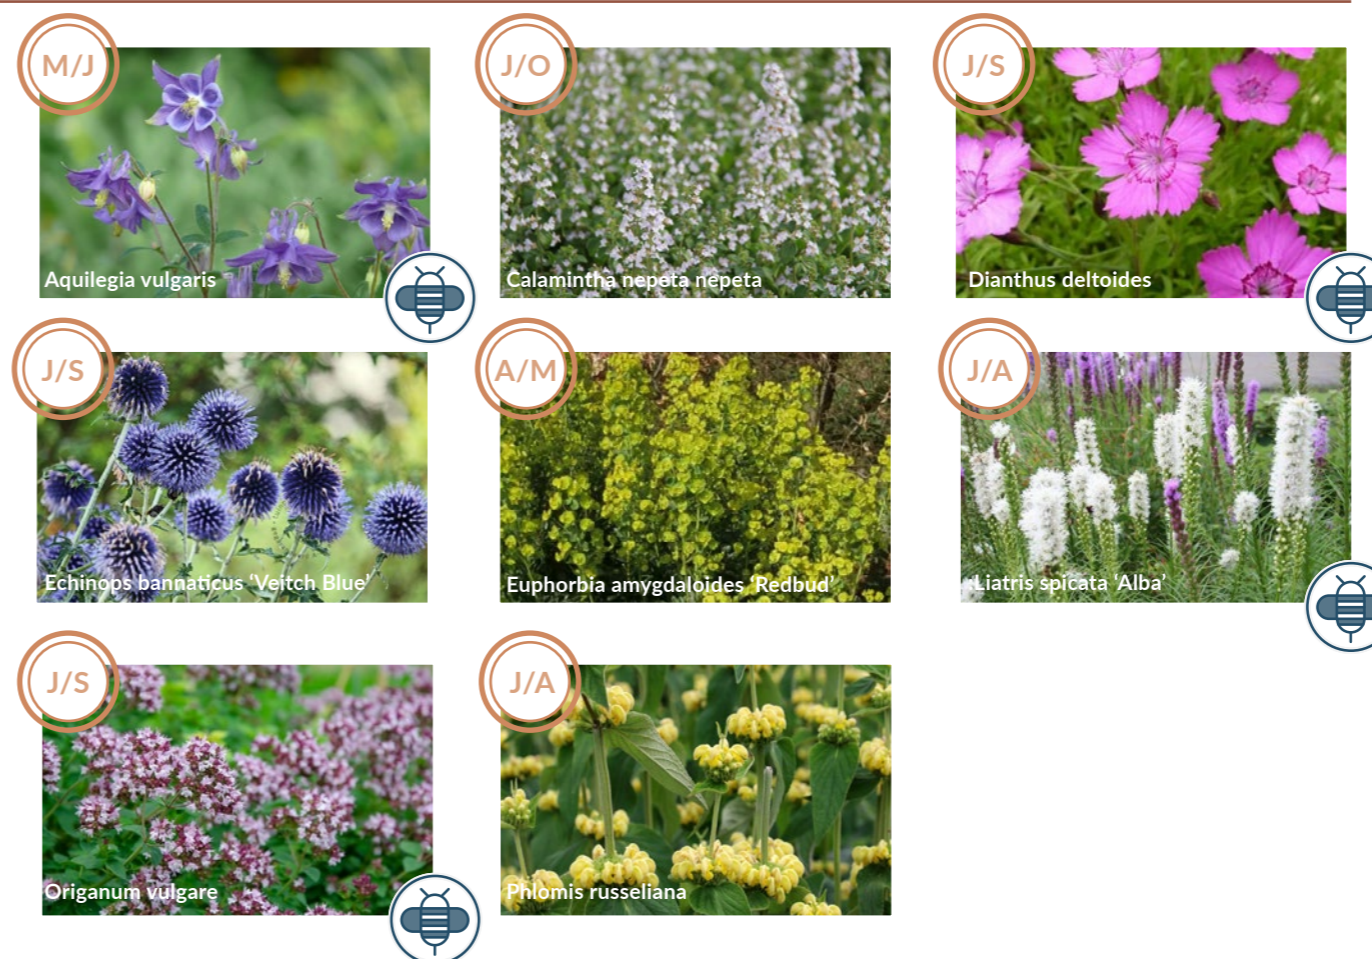 M/J
J/O
J/S
Aquilegia vulgaris
Calamintha nepeta nepeta
Dianthus deltoides
J/S
A/M
J/A
Echinops bannaticus ‘Veitch Blue’
Euphorbia amygdaloides ‘Redbud’
Liatris spicata ‘Alba’
J/S
J/A
Origanum vulgare
Phlomis russeliana